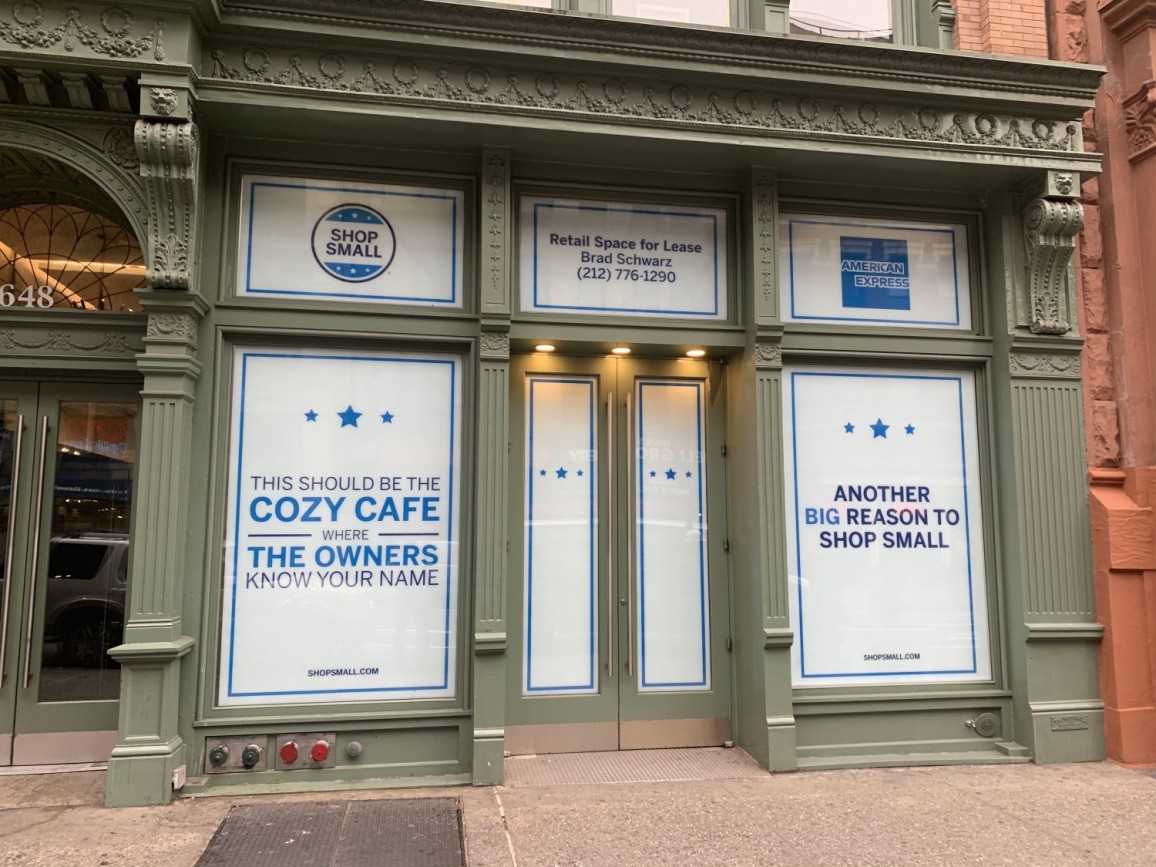 648
SHOP
SMALL
Retail Space for Lease
Brad Schwarz
(212) 776-1290
AMERICAN
EXPRESS
THIS SHOULD BE THE
COZY CAFE
WHERE
THE OWNERS
KNOW YOUR NAME
SHOPSMALL.COM
ANOTHER
BIG REASON TO
SHOP SMALL
SHOPSMALL.COM